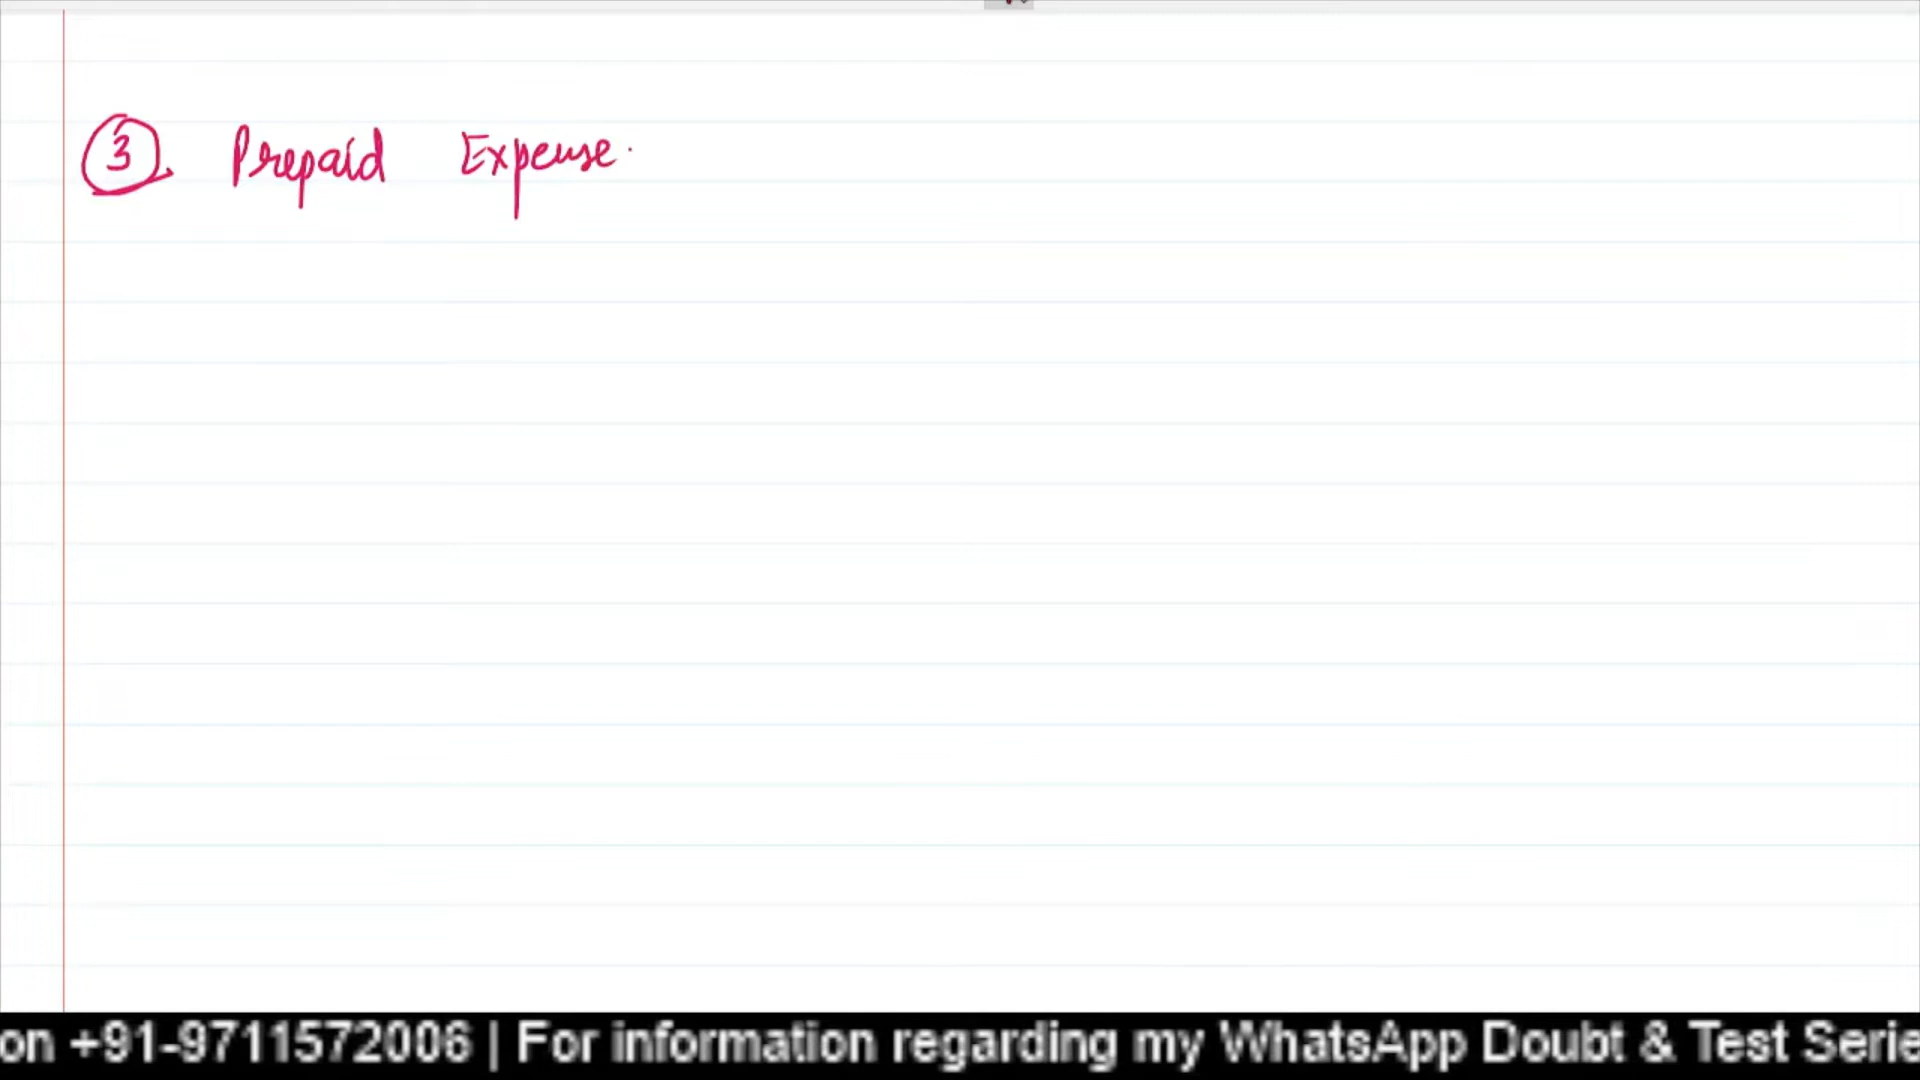 3. Prepaid Expense.
on +91-9711572006 | For information regarding my WhatsApp Doubt & Test Serie